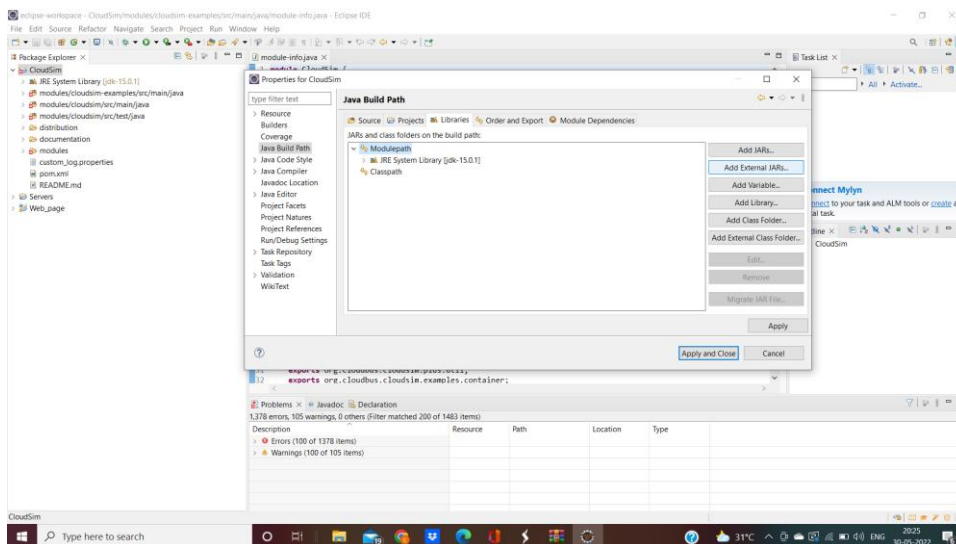 eclipse-workspace - CloudSim/modules/cloudsim-examples/src/main/java/module-info.java - Eclipse IDE
File Edit Source Refactor Navigate Search Project Run Window Help
Package Explorer
module-info.java
Task List
CloudSim
JRE System Library [jdk-15.0.1]
modules/cloudsim-examples/src/main/java
modules/cloudsim/src/main/java
modules/cloudsim/src/test/java
distribution
documentation
modules
custom_log.properties
pom.xml
README.md
Servers
Web_page
All Activate...
Properties for CloudSim
type filter text
Resource
Builders
Coverage
Java Build Path
Java Code Style
Java Compiler
Javadoc Location
Java Editor
Project Facets
Project Natures
Project References
Run/Debug Settings
Task Repository
Task Tags
Validation
WikiText
Java Build Path
Source Projects Libraries Order and Export Module Dependencies
JARs and class folders on the build path:
Modulepath
JRE System Library [jdk-15.0.1]
Classpath
Add JARs...
Add External JARs...
Add Variable...
Add Library...
Add Class Folder...
Add External Class Folder...
Edit...
Remove
Migrate JAR File...
Apply
Apply and Close Cancel
Mylyn
to your task and ALM tools or create a
task.
CloudSim
32 exports org.cloudbus.cloudsim.examples.container;
Problems Javadoc Declaration
1,378 errors, 105 warnings, 0 others (Filter matched 200 of 1483 items)
Description Resource Path Location Type
Errors (100 of 1378 items)
Warnings (100 of 105 items)
CloudSim
Type here to search
31°C
ENG
20:25
30-05-2022